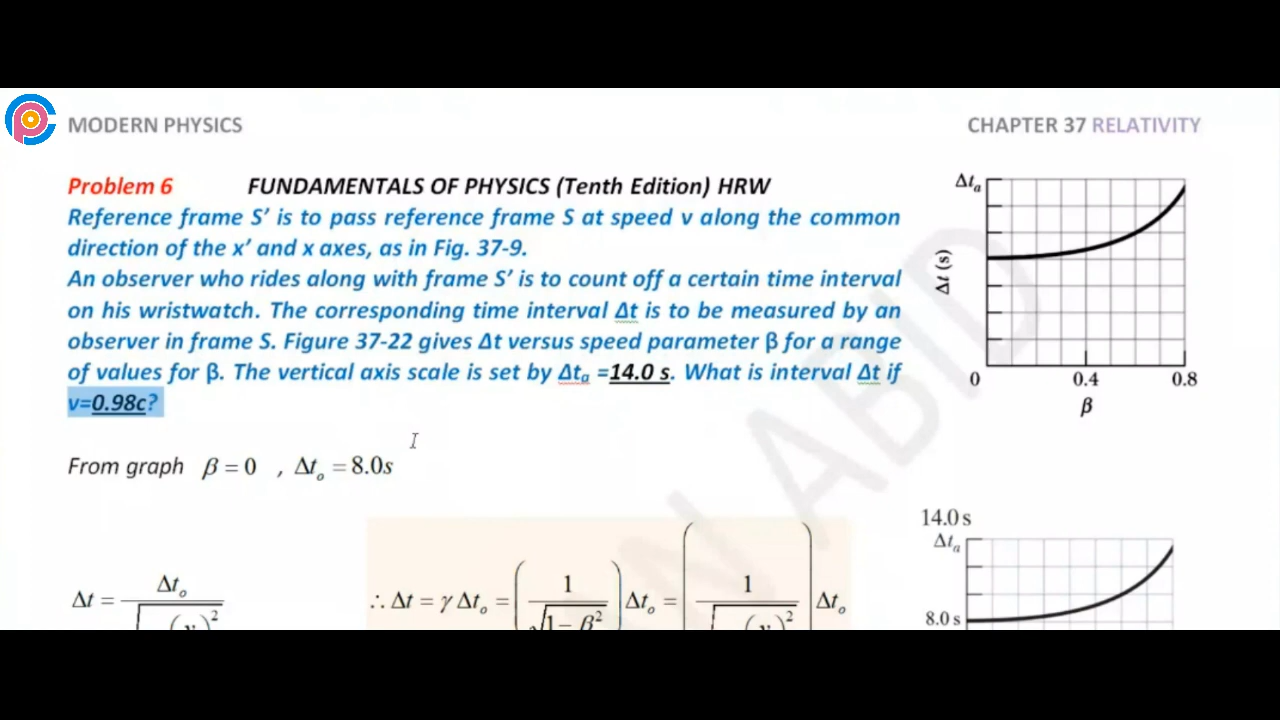 MODERN PHYSICS
CHAPTER 37 RELATIVITY
Problem 6 FUNDAMENTALS OF PHYSICS (Tenth Edition) HRW
Reference frame S’ is to pass reference frame S at speed v along the common
direction of the x’ and x axes, as in Fig. 37-9.
An observer who rides along with frame S’ is to count off a certain time interval
on his wristwatch. The corresponding time interval Δt is to be measured by an
observer in frame S. Figure 37-22 gives Δt versus speed parameter β for a range
of values for β. The vertical axis scale is set by Δtₐ =14.0 s. What is interval Δt if
v=0.98c?
Δtₐ
Δt (s)
0 0.4 0.8
β
From graph β = 0 , Δtₒ = 8.0s
14.0 s
Δtₐ
8.0 s
Δt = Δtₒ / √ (v)²
∴ Δt = γ Δtₒ = (1 / √1 − β²) Δtₒ = (1 / √ (v)²) Δtₒ